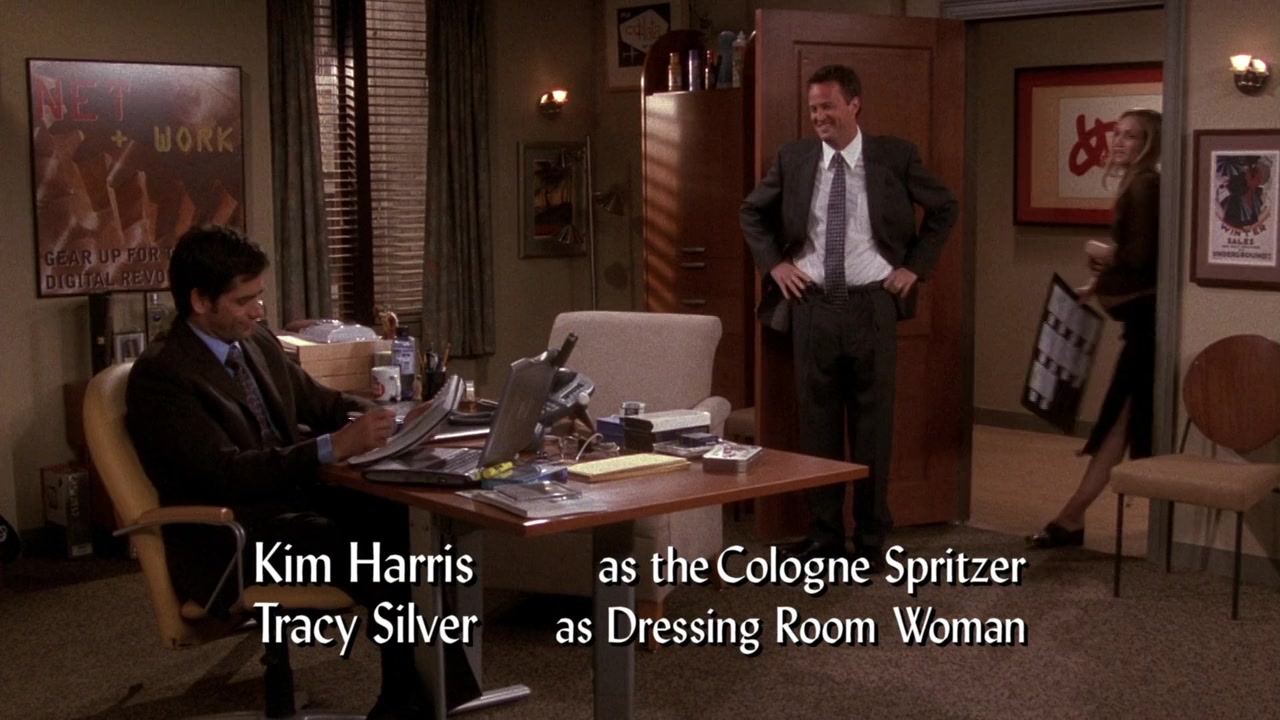 NET
+ WORK
GEAR UP FOR T
DIGITAL REVO
WINTER
SALES
UNDERGROUND
Kim Harris as the Cologne Spritzer
Tracy Silver as Dressing Room Woman